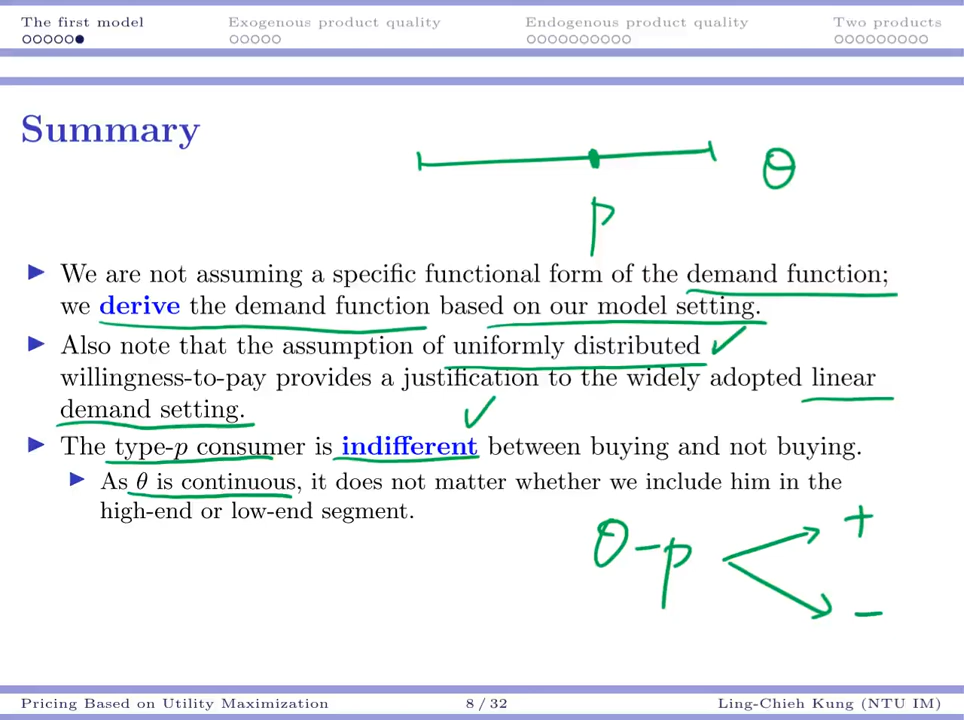 The first model Exogenous product quality Endogenous product quality Two products
Summary
θ
p
▶ We are not assuming a specific functional form of the demand function;
we derive the demand function based on our model setting.
▶ Also note that the assumption of uniformly distributed ✓
willingness-to-pay provides a justification to the widely adopted linear
demand setting. ✓
▶ The type-p consumer is indifferent between buying and not buying.
▶ As θ is continuous, it does not matter whether we include him in the
high-end or low-end segment.
+
θ-p
-
Pricing Based on Utility Maximization 8 / 32 Ling-Chieh Kung (NTU IM)